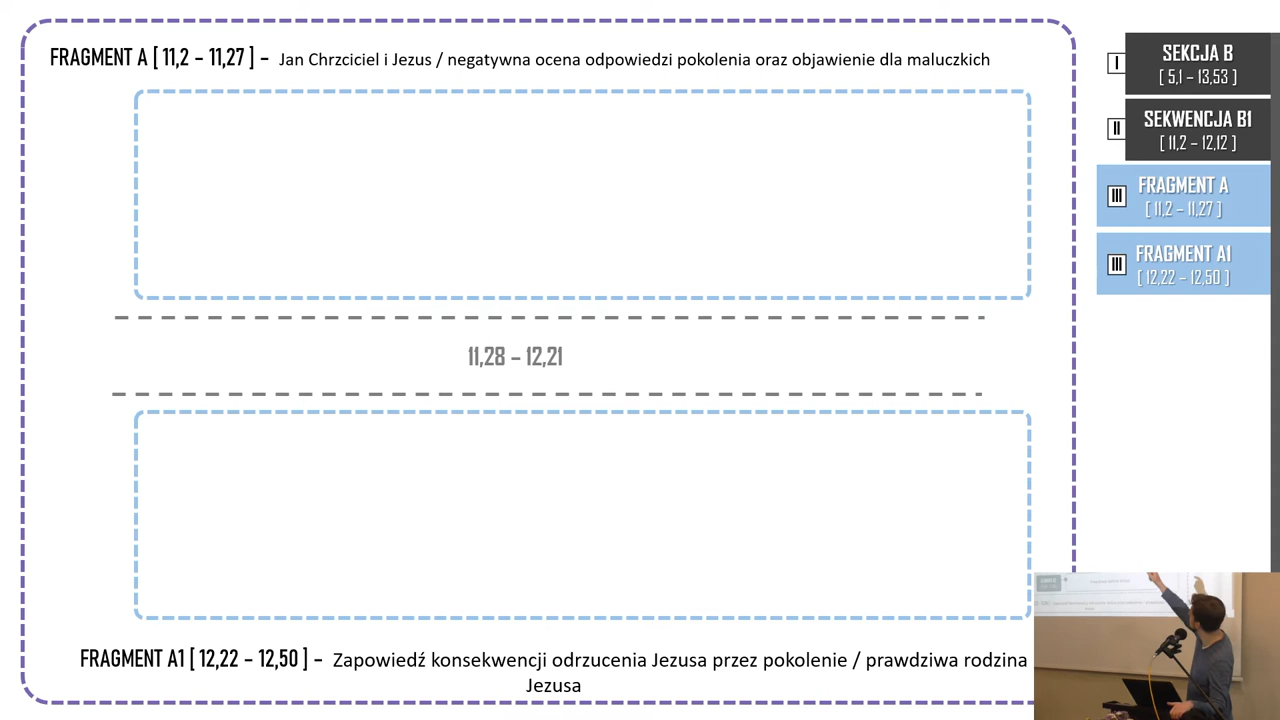 FRAGMENT A [ 11,2 – 11,27 ] – Jan Chrzciciel i Jezus / negatywna ocena odpowiedzi pokolenia oraz objawienie dla maluczkich
11,28 – 12,21
FRAGMENT A1 [ 12,22 – 12,50 ] – Zapowiedź konsekwencji odrzucenia Jezusa przez pokolenie / prawdziwa rodzina
Jezusa
I
SEKCJA B
[ 5,1 – 13,53 ]
II
SEKWENCJA B1
[ 11,2 – 12,12 ]
III
FRAGMENT A
[ 11,2 – 11,27 ]
III
FRAGMENT A1
[ 12,22 – 12,50 ]